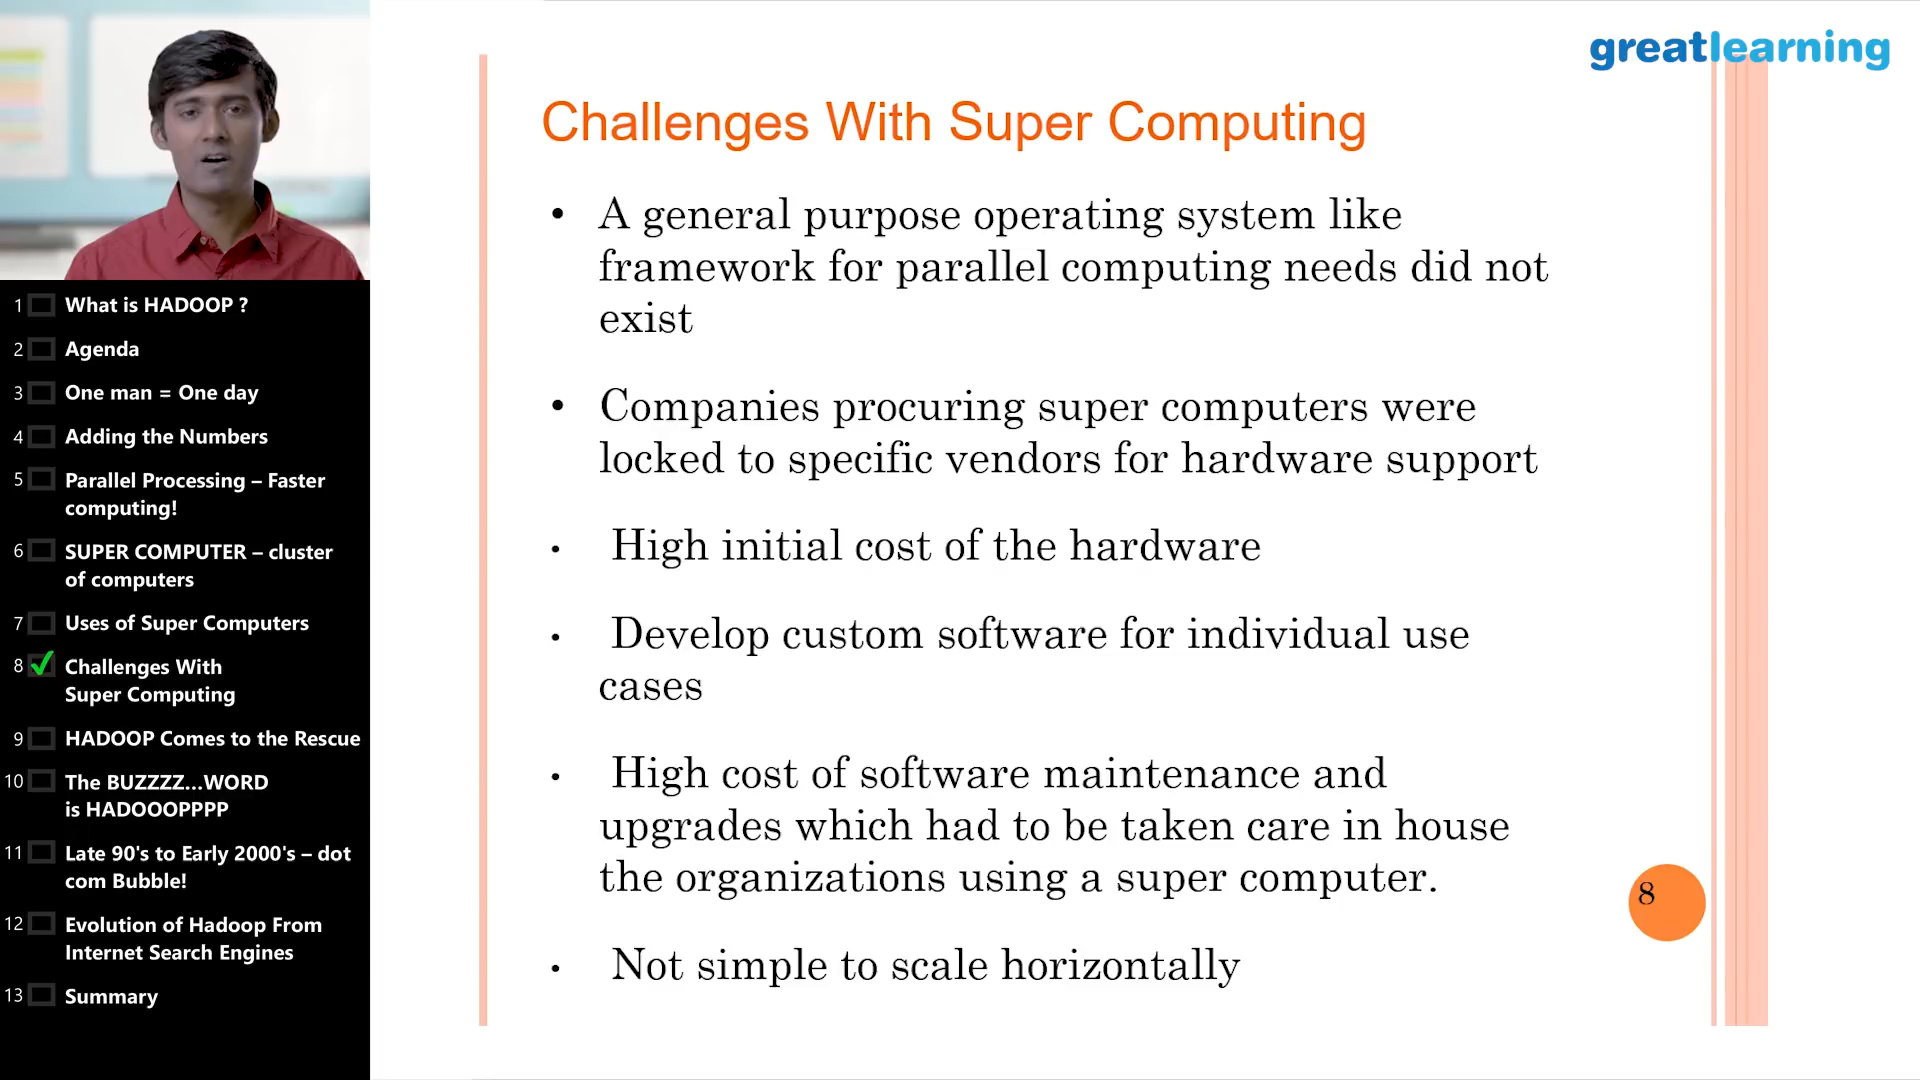 greatlearning
Challenges With Super Computing
• A general purpose operating system like
framework for parallel computing needs did not
exist
• Companies procuring super computers were
locked to specific vendors for hardware support
• High initial cost of the hardware
• Develop custom software for individual use
cases
• High cost of software maintenance and
upgrades which had to be taken care in house
the organizations using a super computer.
• Not simple to scale horizontally
8
1 What is HADOOP ?
2 Agenda
3 One man = One day
4 Adding the Numbers
5 Parallel Processing – Faster
computing!
6 SUPER COMPUTER – cluster
of computers
7 Uses of Super Computers
8 Challenges With
Super Computing
9 HADOOP Comes to the Rescue
10 The BUZZZZ...WORD
is HADOOOPPPP
11 Late 90's to Early 2000's – dot
com Bubble!
12 Evolution of Hadoop From
Internet Search Engines
13 Summary